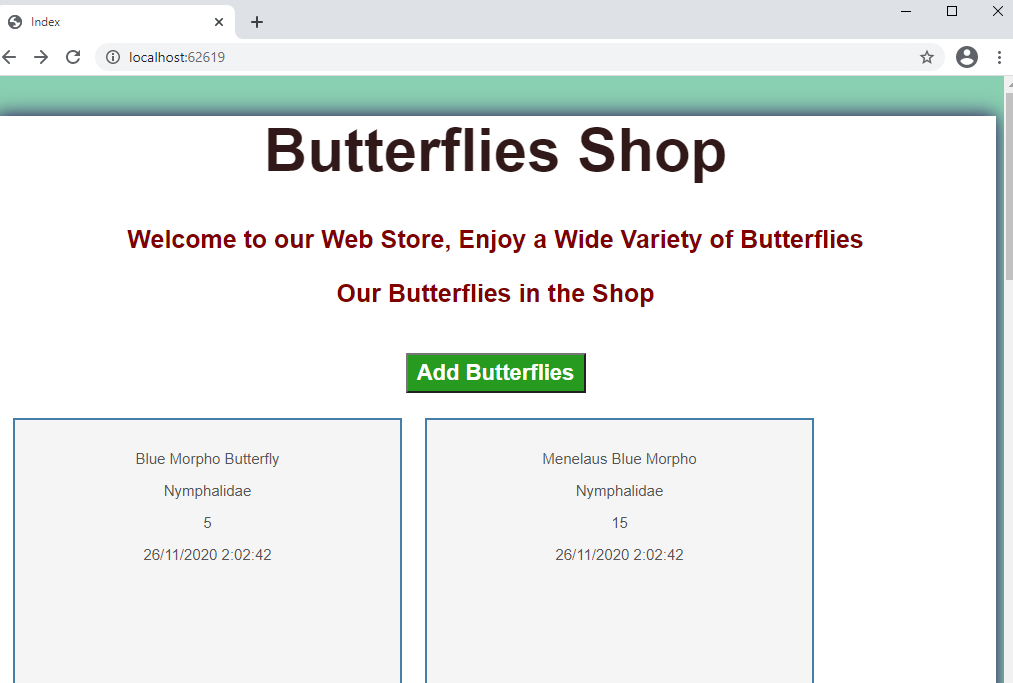 Index
localhost:62619
Butterflies Shop
Welcome to our Web Store, Enjoy a Wide Variety of Butterflies
Our Butterflies in the Shop
Add Butterflies
Blue Morpho Butterfly
Nymphalidae
5
26/11/2020 2:02:42
Menelaus Blue Morpho
Nymphalidae
15
26/11/2020 2:02:42